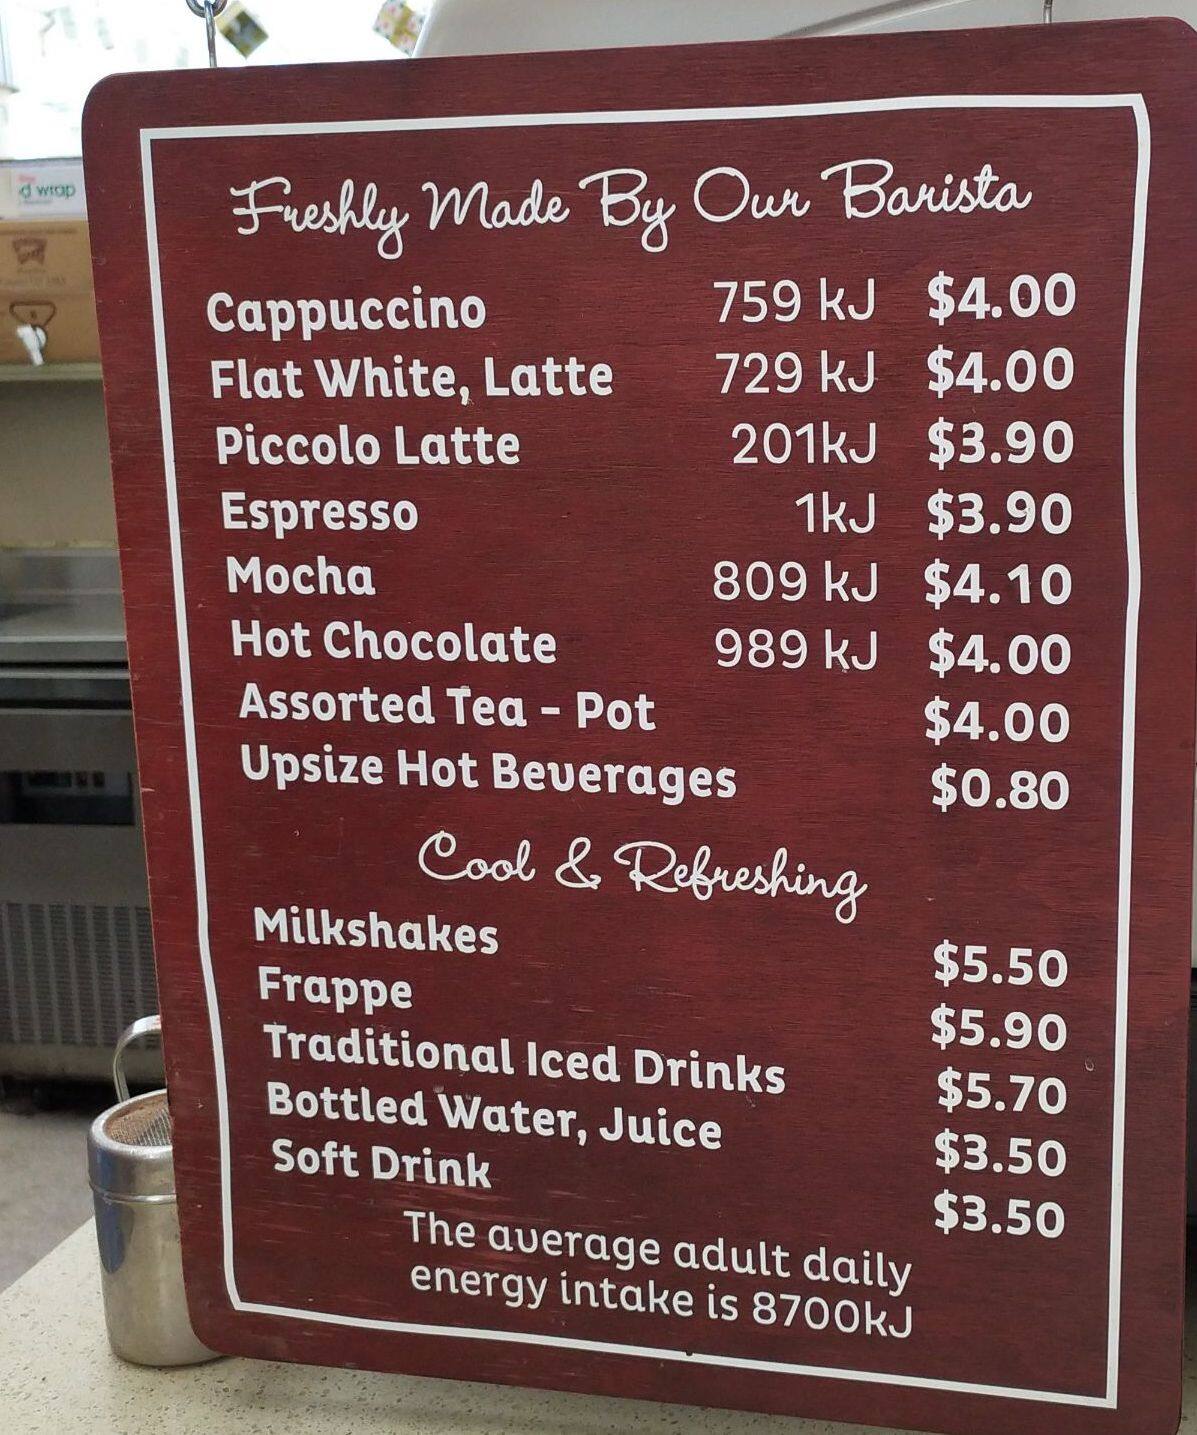 d wrap
Freshly Made By Our Barista
Cappuccino 759 kJ $4.00
Flat White, Latte 729 kJ $4.00
Piccolo Latte 201kJ $3.90
Espresso 1kJ $3.90
Mocha 809 kJ $4.10
Hot Chocolate 989 kJ $4.00
Assorted Tea - Pot $4.00
Upsize Hot Beverages $0.80
Cool & Refreshing
Milkshakes $5.50
Frappe $5.90
Traditional Iced Drinks $5.70
Bottled Water, Juice $3.50
Soft Drink $3.50
The average adult daily
energy intake is 8700kJ